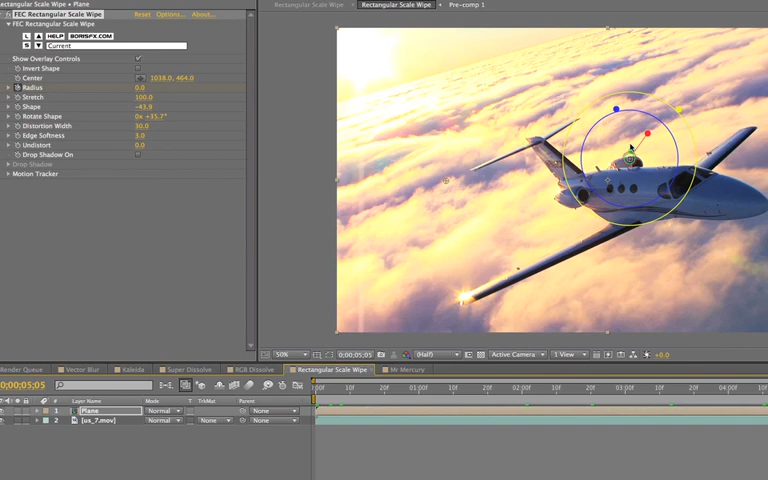 Rectangular Scale Wipe • Plane
FEC Rectangular Scale Wipe Reset Options... About...
FEC Rectangular Scale Wipe
L HELP BORISFX.COM
S Current
Show Overlay Controls
Invert Shape
Center 1038.0, 464.0
Radius 0.0
Stretch 100.0
Shape -43.9
Rotate Shape 0x +35.7°
Distortion Width 30.0
Edge Softness 3.0
Undistort 0.0
Drop Shadow On
Drop Shadow
Motion Tracker
Rectangular Scale Wipe Rectangular Scale Wipe Pre-comp 1
50% 0;00;05;05 (Half) Active Camera 1 View +0.0
Render Queue Vector Blur Kaleida Super Dissolve RGB Dissolve Rectangular Scale Wipe Mr Mercury
0;00;05;05
0:00f 10f 20f 01:00f 10f 20f 02:00f 10f 20f 03:00f 10f 20f 04:00f 10f
# Layer Name Mode T TrkMat Parent
1 Plane Normal None
2 [us_7.mov] Normal None None